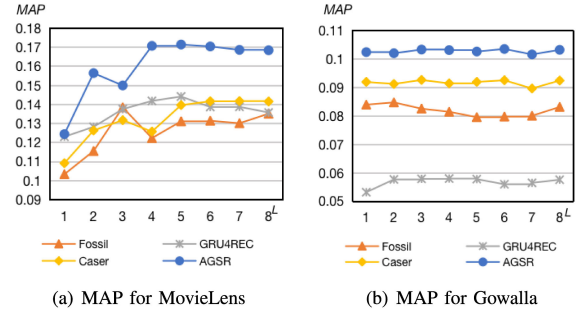 MAP
0.18
0.17
0.16
0.15
0.14
0.13
0.12
0.11
0.1
0.09
1 2 3 4 5 6 7 8 L
Fossil GRU4REC
Caser AGSR
(a) MAP for MovieLens
MAP
0.11
0.1
0.09
0.08
0.07
0.06
0.05
1 2 3 4 5 6 7 8 L
Fossil GRU4REC
Caser AGSR
(b) MAP for Gowalla